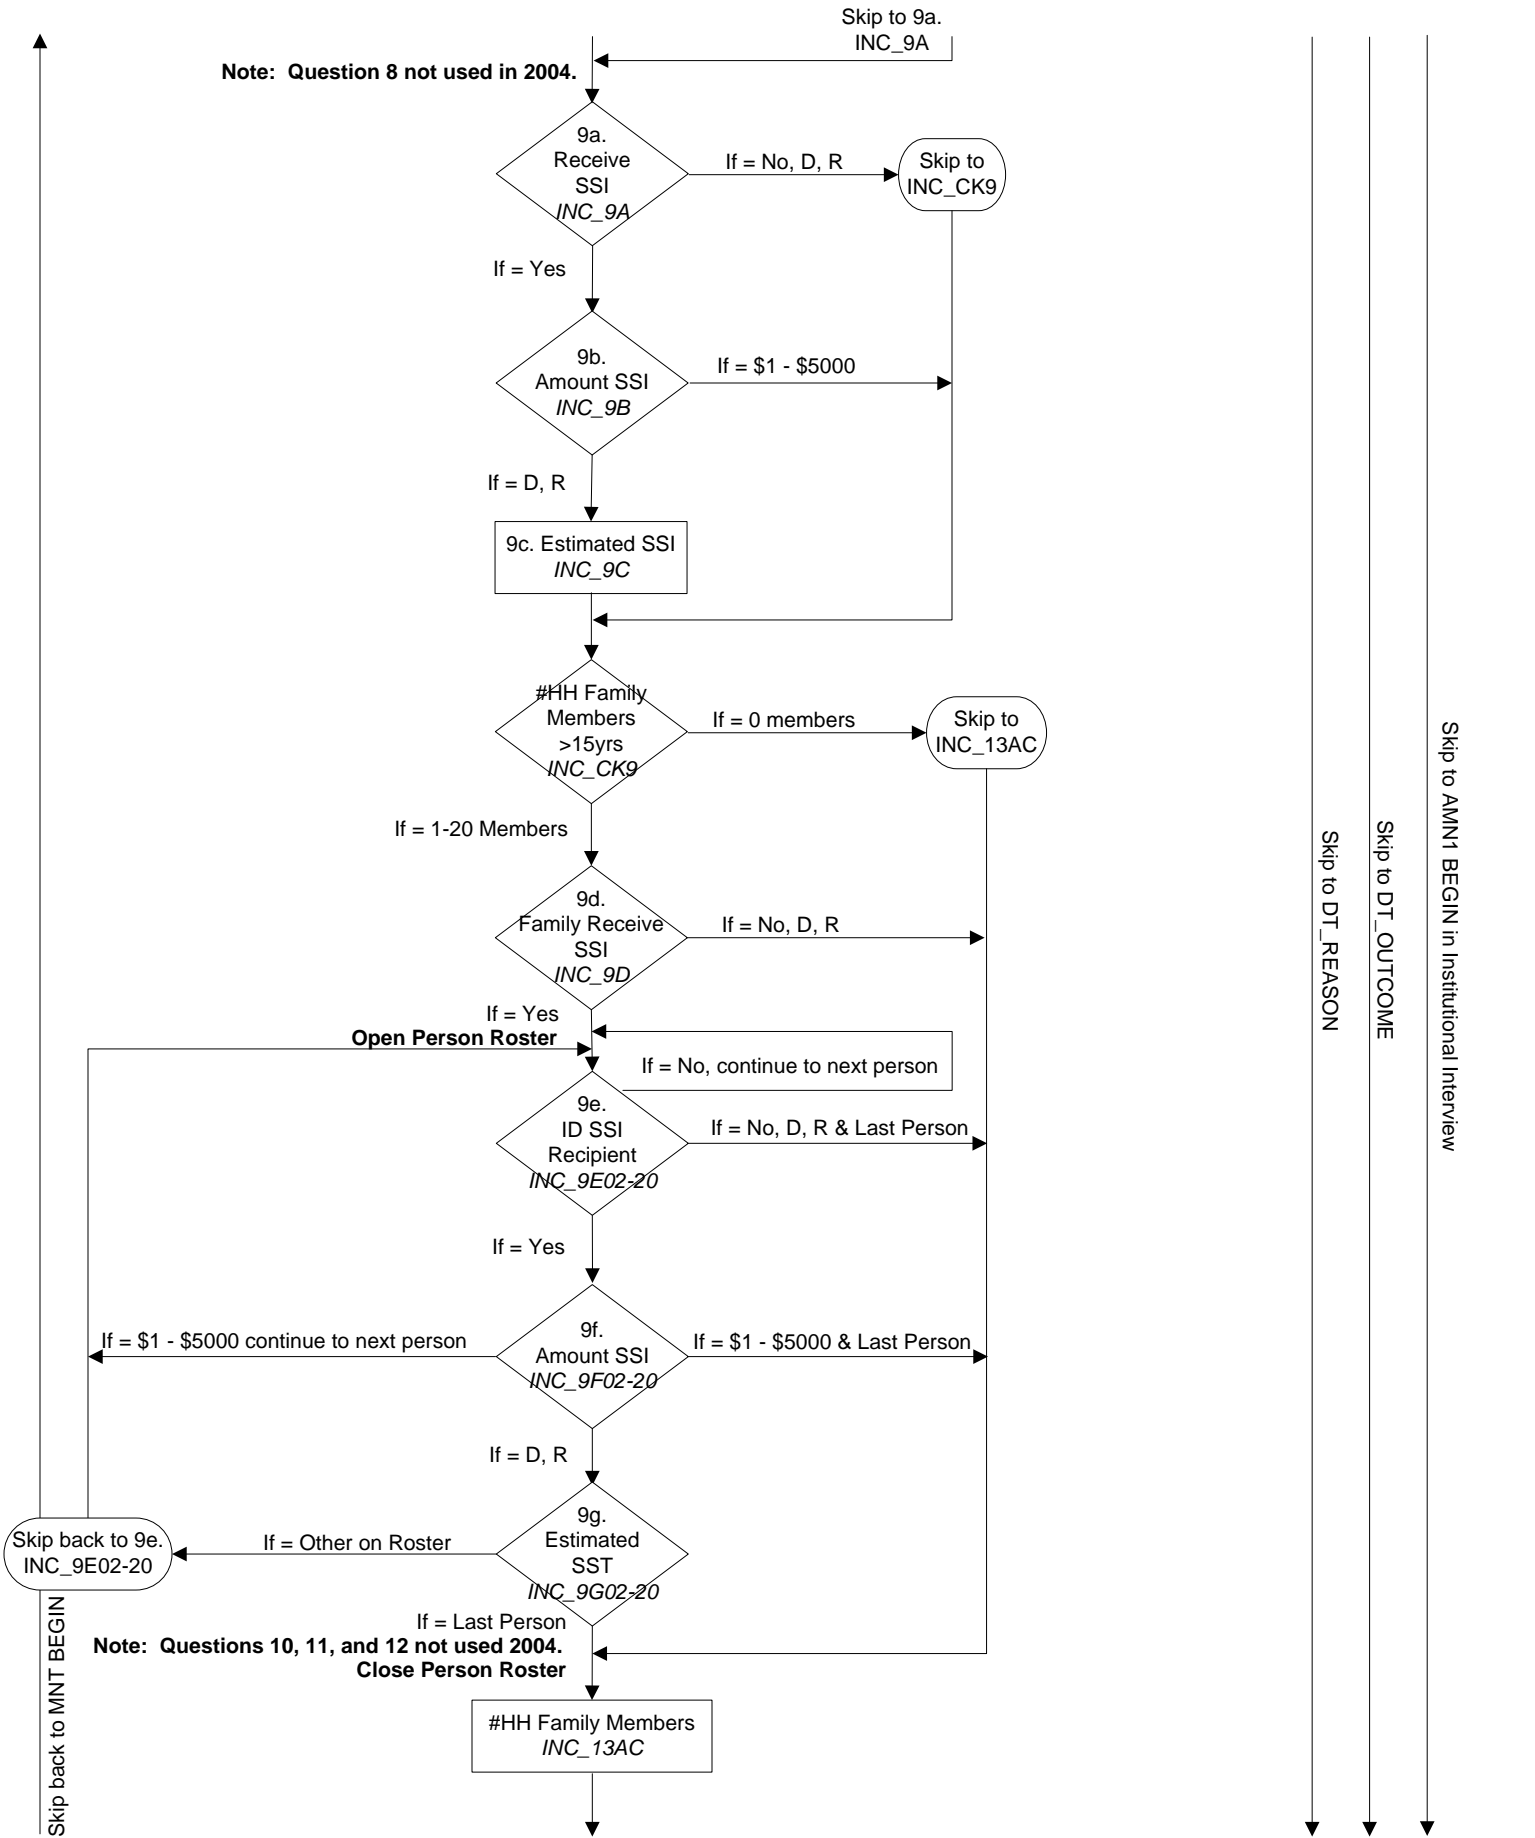 Skip to 9a.
INC_9A
Note:  Question 8 not used in 2004.
9a.
Receive
SSI
INC_9A
If = No, D, R
Skip to
INC_CK9
If = Yes
9b.
Amount SSI
INC_9B
If = $1 - $5000
If = D, R
9c. Estimated SSI
INC_9C
#HH Family
Members
>15yrs
INC_CK9
If = 0 members
Skip to
INC_13AC
If = 1-20 Members
9d.
Family Receive
SSI
INC_9D
If = No, D, R
If = Yes
Open Person Roster
If = No, continue to next person
9e.
ID SSI
Recipient
INC_9E02-20
If = No, D, R & Last Person
If = Yes
If = $1 - $5000 continue to next person
9f.
Amount SSI
INC_9F02-20
If = $1 - $5000 & Last Person
If = D, R
9g.
Estimated
SST
INC_9G02-20
If = Other on Roster
Skip back to 9e.
INC_9E02-20
If = Last Person
Note:  Questions 10, 11, and 12 not used 2004.
Close Person Roster
#HH Family Members
INC_13AC
Skip back to MNT BEGIN
Skip to DT_REASON
Skip to DT_OUTCOME
Skip to AMN1 BEGIN in Institutional Interview